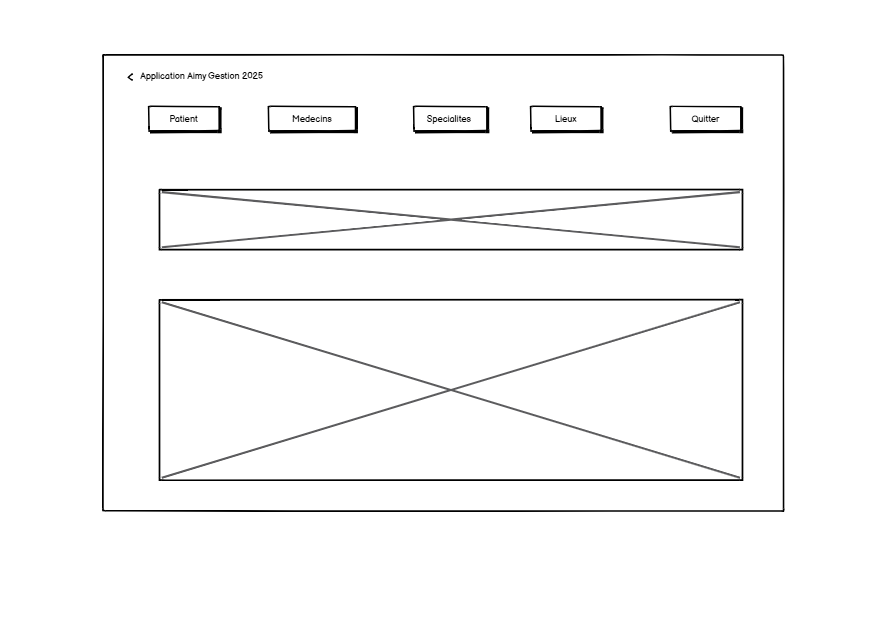 Application Aimy Gestion 2025
Patient
Medecins
Specialites
Lieux
Quitter